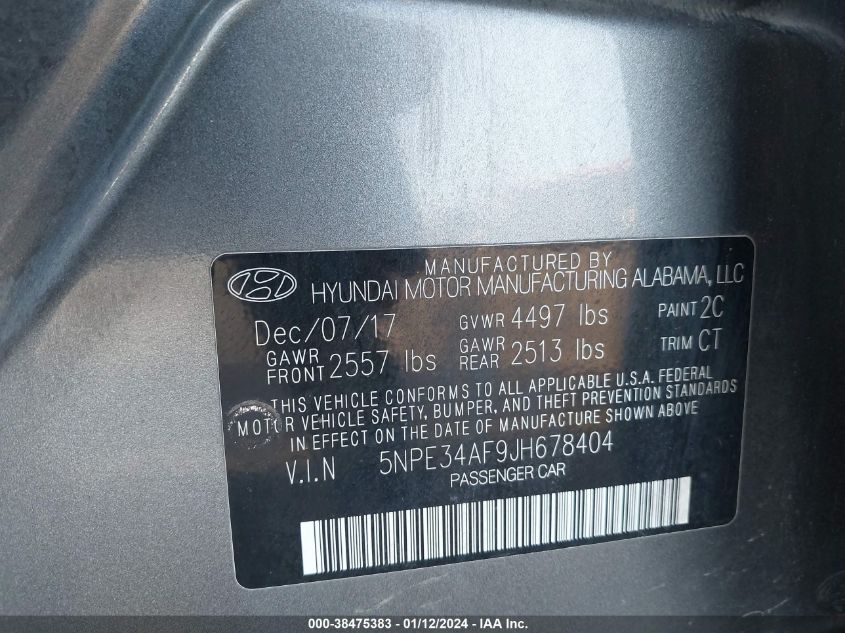 MANUFACTURED BY
HYUNDAI MOTOR MANUFACTURING ALABAMA, LLC
Dec/07/17 GVWR 4497 lbs PAINT 2C
GAWR FRONT 2557 lbs GAWR REAR 2513 lbs TRIM CT
THIS VEHICLE CONFORMS TO ALL APPLICABLE U.S.A. FEDERAL
MOTOR VEHICLE SAFETY, BUMPER, AND THEFT PREVENTION STANDARDS
IN EFFECT ON THE DATE OF MANUFACTURE SHOWN ABOVE
V.I.N 5NPE34AF9JH678404
PASSENGER CAR
000-38475383 - 01/12/2024 - IAA Inc.